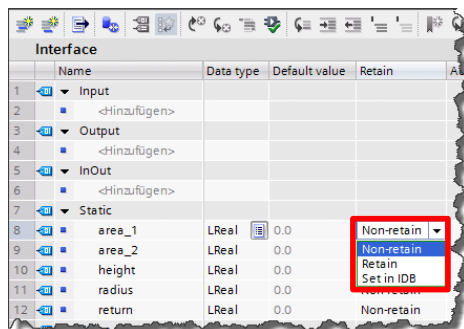 Interface
Name Data type Default value Retain
1 Input
2 <Hinzufügen>
3 Output
4 <Hinzufügen>
5 InOut
6 <Hinzufügen>
7 Static
8 area_1 LReal 0.0 Non-retain
9 area_2 LReal 0.0 Non-retain
10 height LReal 0.0 Retain
11 radius LReal 0.0 Set in IDB
12 return LReal 0.0 Non-retain